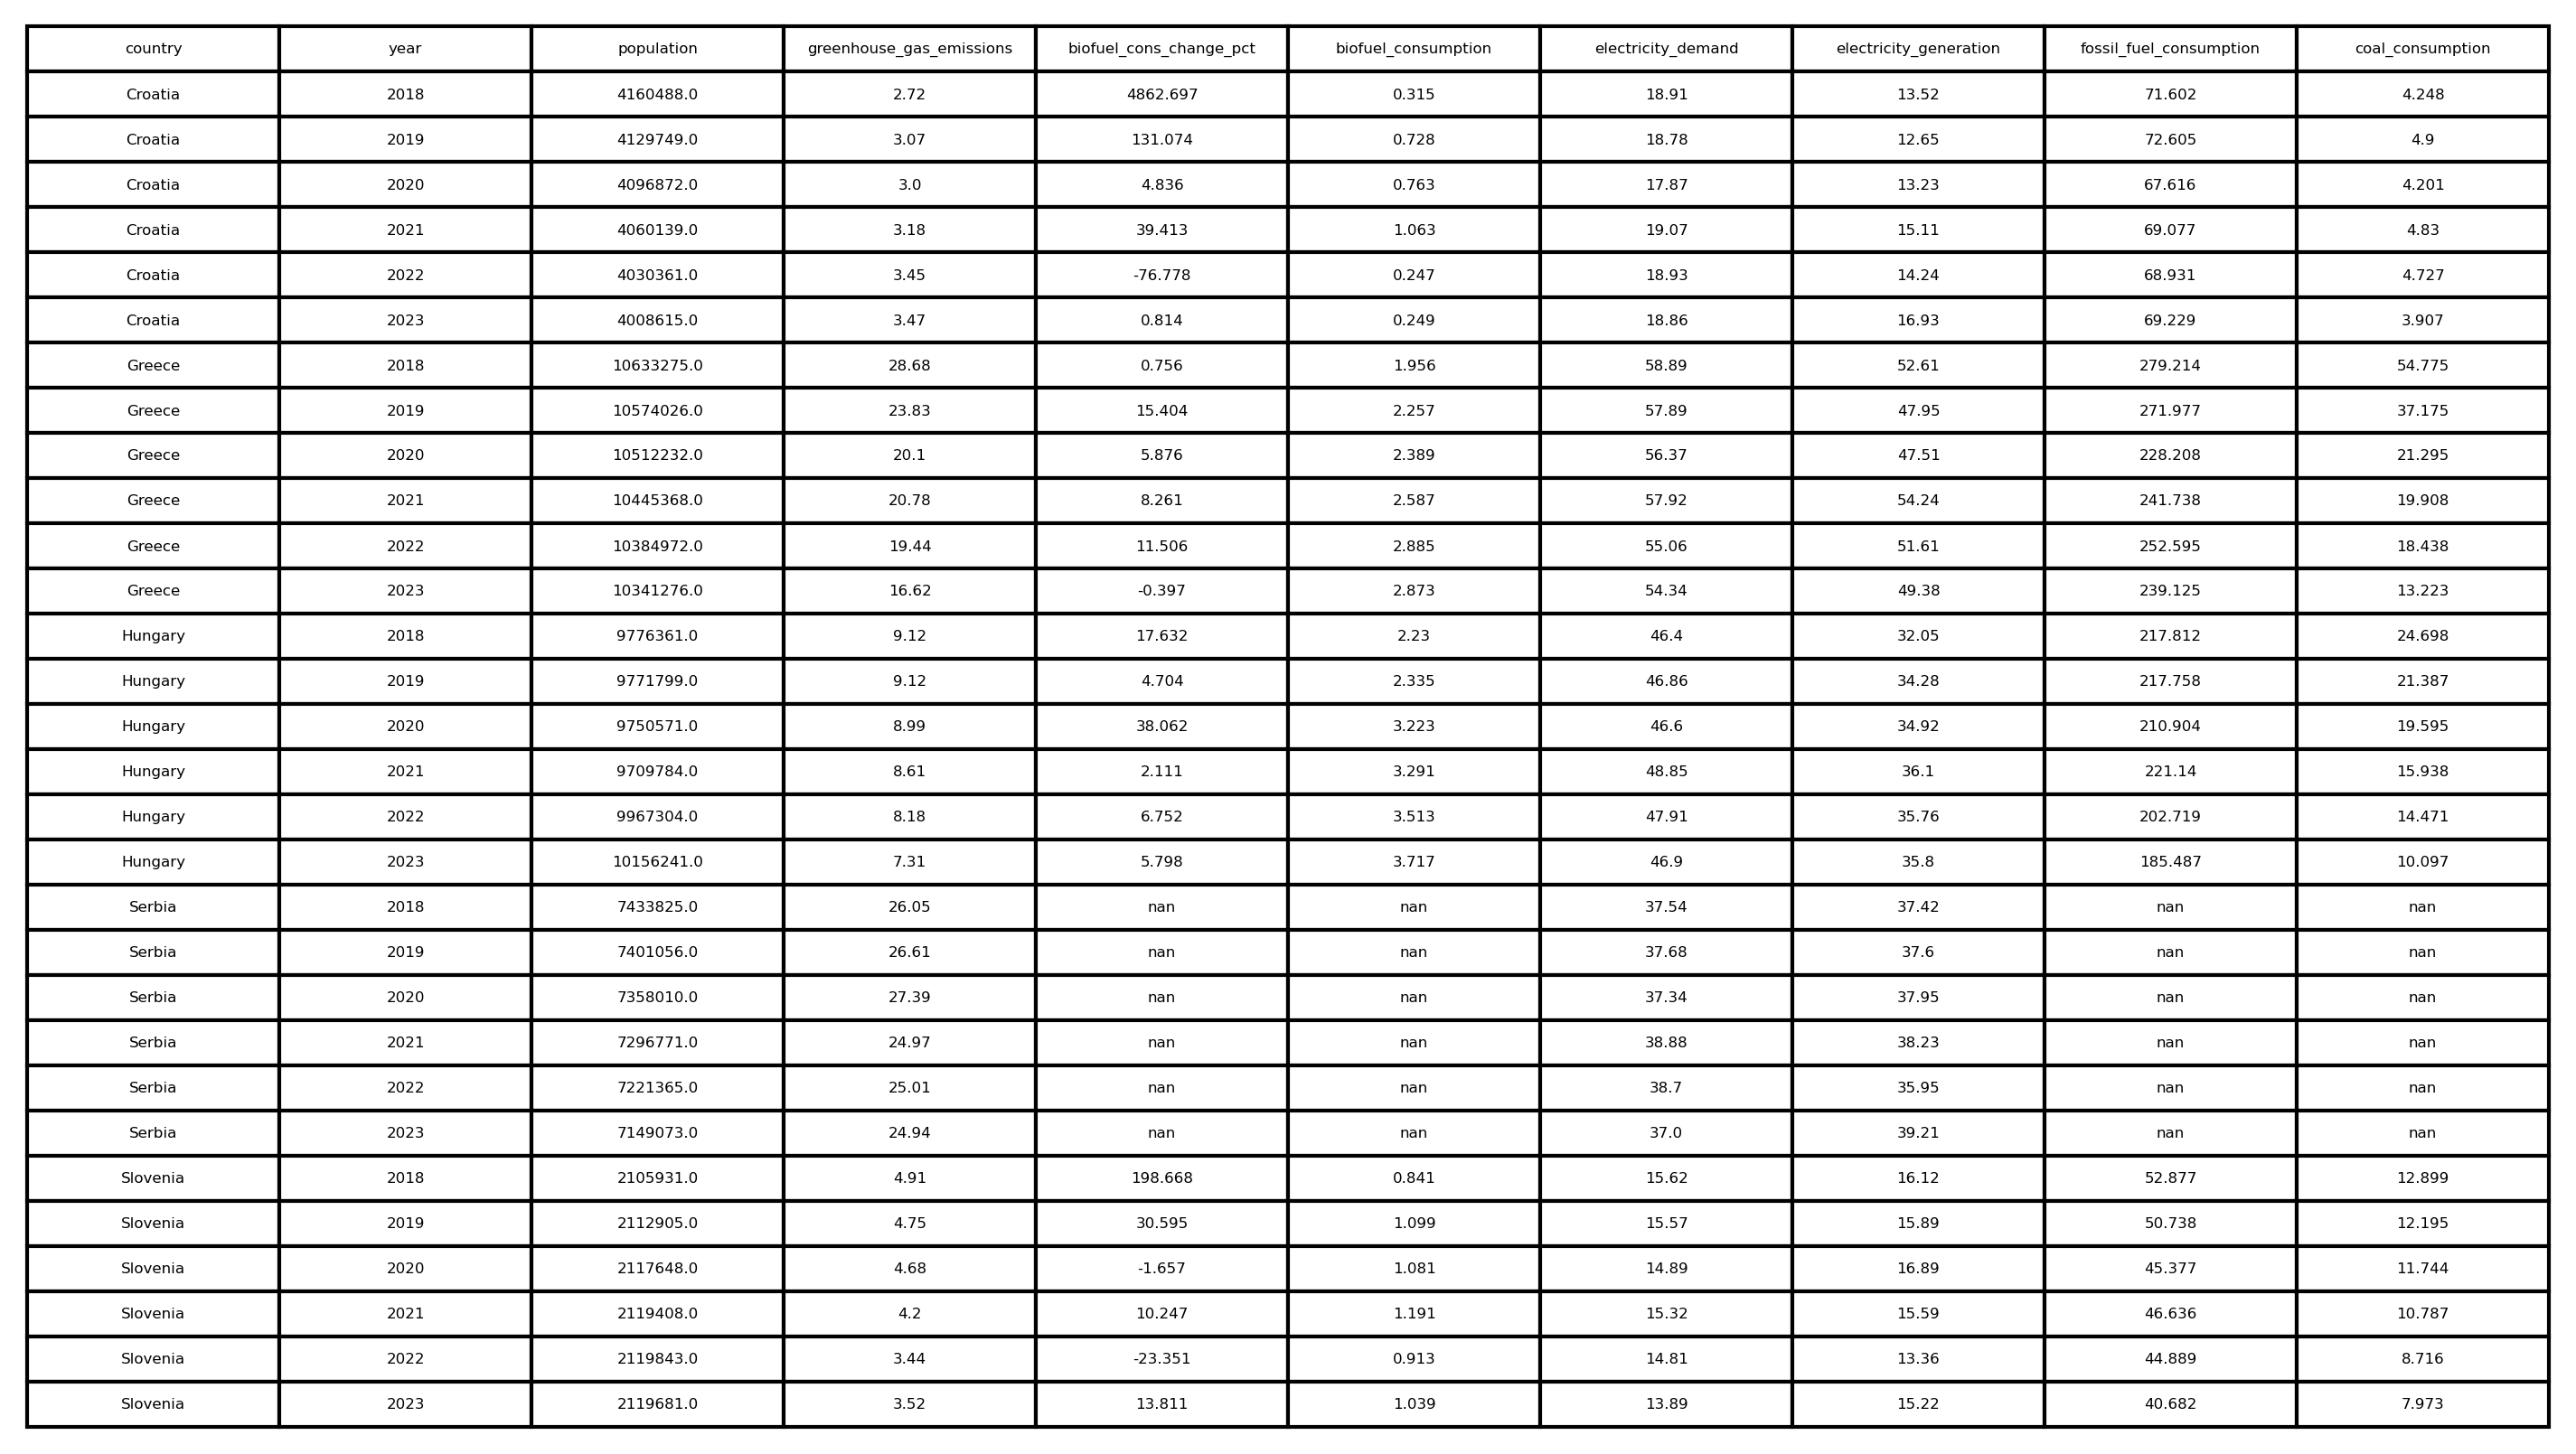 country year population greenhouse_gas_emissions biofuel_cons_change_pct biofuel_consumption electricity_demand electricity_generation fossil_fuel_consumption coal_consumption
Croatia 2018 4160488.0 2.72 4862.697 0.315 18.91 13.52 71.602 4.248
Croatia 2019 4129749.0 3.07 131.074 0.728 18.78 12.65 72.605 4.9
Croatia 2020 4096872.0 3.0 4.836 0.763 17.87 13.23 67.616 4.201
Croatia 2021 4060139.0 3.18 39.413 1.063 19.07 15.11 69.077 4.83
Croatia 2022 4030361.0 3.45 -76.778 0.247 18.93 14.24 68.931 4.727
Croatia 2023 4008615.0 3.47 0.814 0.249 18.86 16.93 69.229 3.907
Greece 2018 10633275.0 28.68 0.756 1.956 58.89 52.61 279.214 54.775
Greece 2019 10574026.0 23.83 15.404 2.257 57.89 47.95 271.977 37.175
Greece 2020 10512232.0 20.1 5.876 2.389 56.37 47.51 228.208 21.295
Greece 2021 10445368.0 20.78 8.261 2.587 57.92 54.24 241.738 19.908
Greece 2022 10384972.0 19.44 11.506 2.885 55.06 51.61 252.595 18.438
Greece 2023 10341276.0 16.62 -0.397 2.873 54.34 49.38 239.125 13.223
Hungary 2018 9776361.0 9.12 17.632 2.23 46.4 32.05 217.812 24.698
Hungary 2019 9771799.0 9.12 4.704 2.335 46.86 34.28 217.758 21.387
Hungary 2020 9750571.0 8.99 38.062 3.223 46.6 34.92 210.904 19.595
Hungary 2021 9709784.0 8.61 2.111 3.291 48.85 36.1 221.14 15.938
Hungary 2022 9967304.0 8.18 6.752 3.513 47.91 35.76 202.719 14.471
Hungary 2023 10156241.0 7.31 5.798 3.717 46.9 35.8 185.487 10.097
Serbia 2018 7433825.0 26.05 nan nan 37.54 37.42 nan nan
Serbia 2019 7401056.0 26.61 nan nan 37.68 37.6 nan nan
Serbia 2020 7358010.0 27.39 nan nan 37.34 37.95 nan nan
Serbia 2021 7296771.0 24.97 nan nan 38.88 38.23 nan nan
Serbia 2022 7221365.0 25.01 nan nan 38.7 35.95 nan nan
Serbia 2023 7149073.0 24.94 nan nan 37.0 39.21 nan nan
Slovenia 2018 2105931.0 4.91 198.668 0.841 15.62 16.12 52.877 12.899
Slovenia 2019 2112905.0 4.75 30.595 1.099 15.57 15.89 50.738 12.195
Slovenia 2020 2117648.0 4.68 -1.657 1.081 14.89 16.89 45.377 11.744
Slovenia 2021 2119408.0 4.2 10.247 1.191 15.32 15.59 46.636 10.787
Slovenia 2022 2119843.0 3.44 -23.351 0.913 14.81 13.36 44.889 8.716
Slovenia 2023 2119681.0 3.52 13.811 1.039 13.89 15.22 40.682 7.973